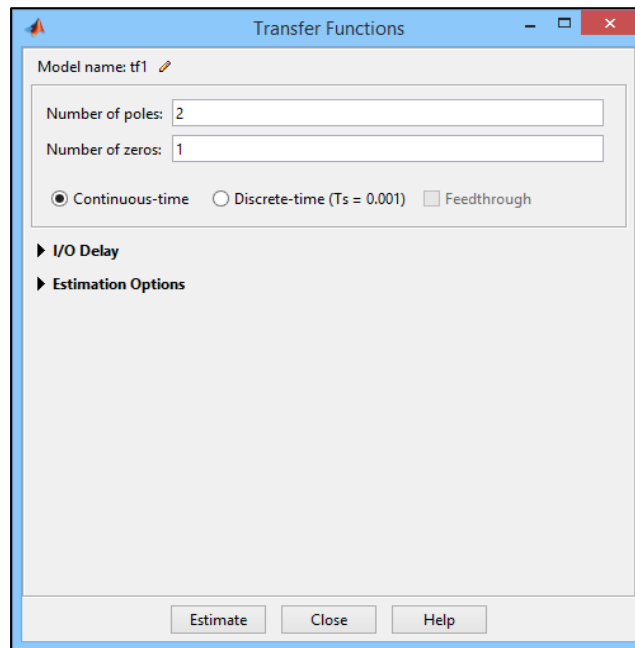 Transfer Functions
Model name: tf1
Number of poles: 2
Number of zeros: 1
Continuous-time Discrete-time (Ts = 0.001) Feedthrough
I/O Delay
Estimation Options
Estimate Close Help